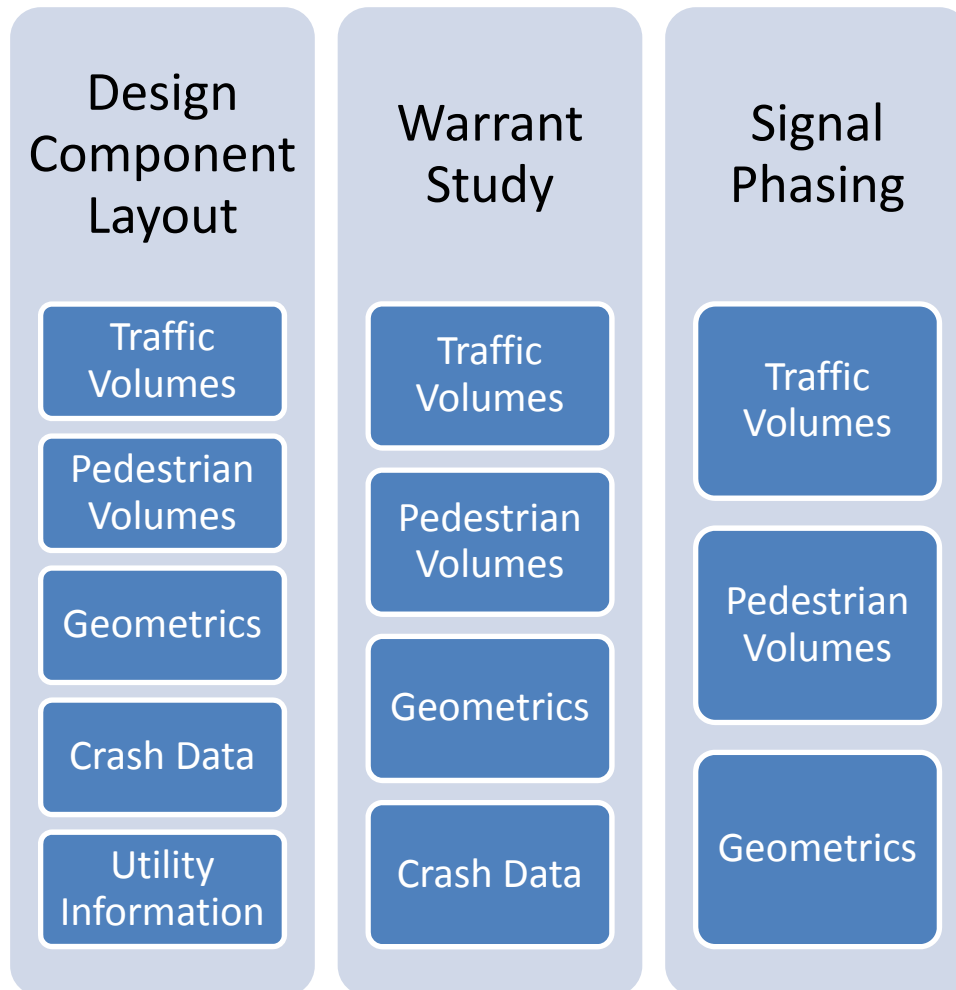 Design
Component
Layout
Traffic
Volumes
Pedestrian
Volumes
Geometrics
Crash Data
Utility
Information
Warrant
Study
Traffic
Volumes
Pedestrian
Volumes
Geometrics
Crash Data
Signal
Phasing
Traffic
Volumes
Pedestrian
Volumes
Geometrics